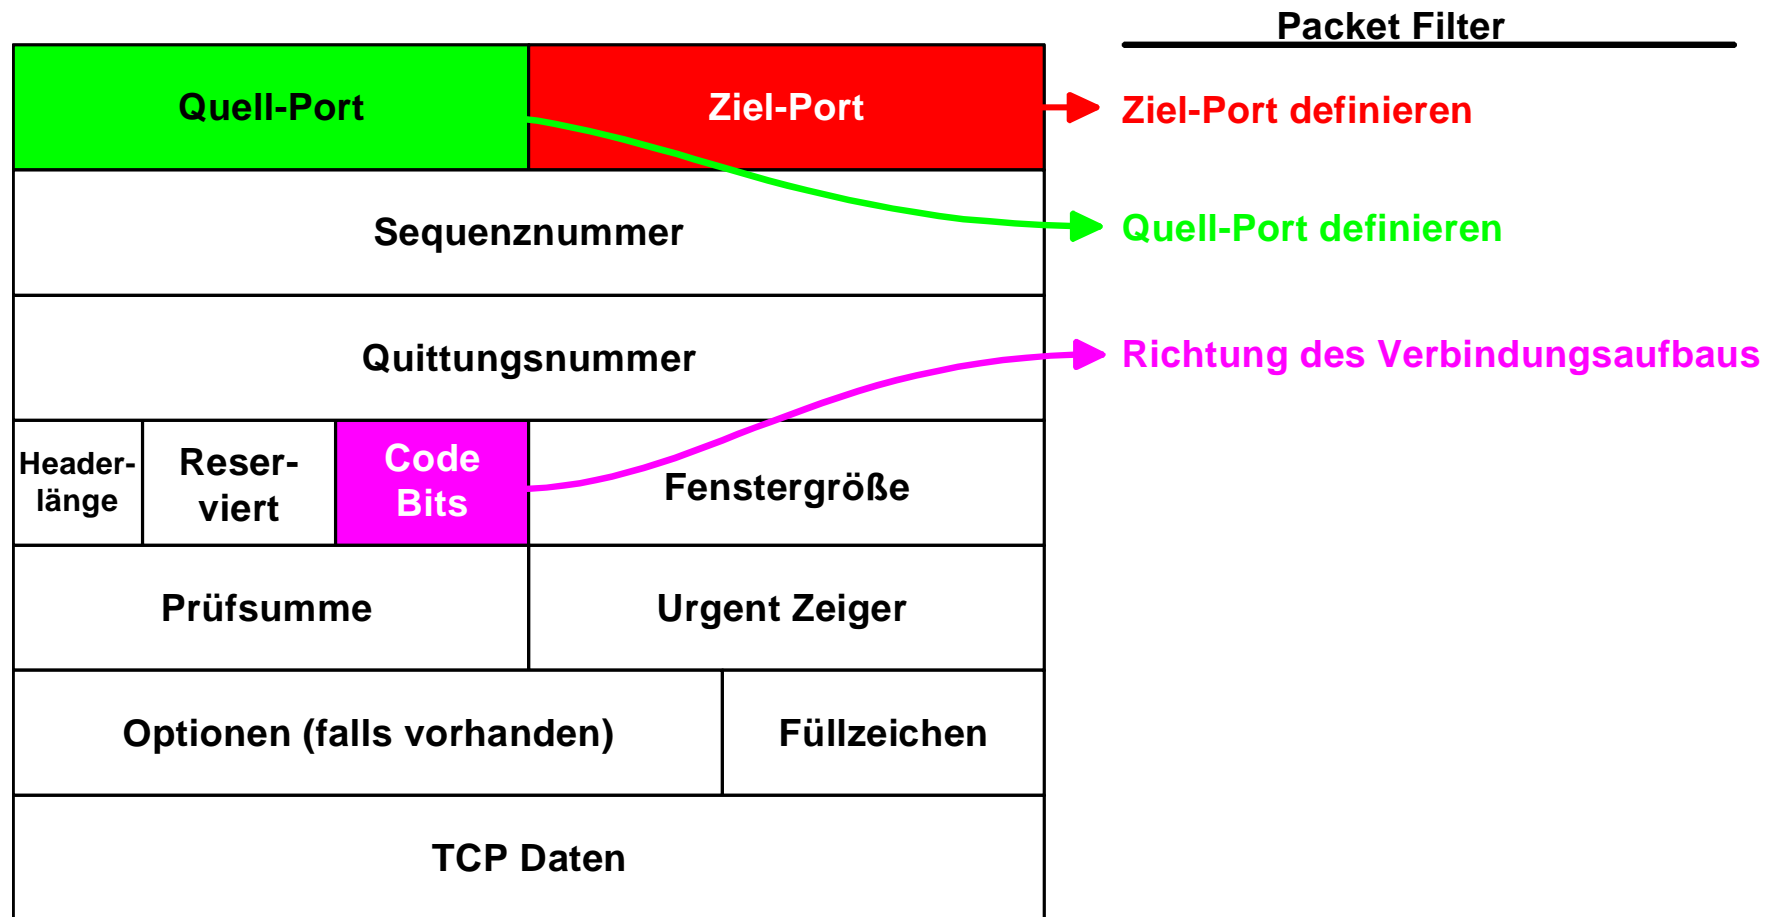 Packet Filter
Quell-Port
Ziel-Port
Ziel-Port definieren
Sequenznummer
Quell-Port definieren
Quittungsnummer
Richtung des Verbindungsaufbaus
Header-
länge
Reser-
viert
Code
Bits
Fenstergröße
Prüfsumme
Urgent Zeiger
Optionen (falls vorhanden)
Füllzeichen
TCP Daten